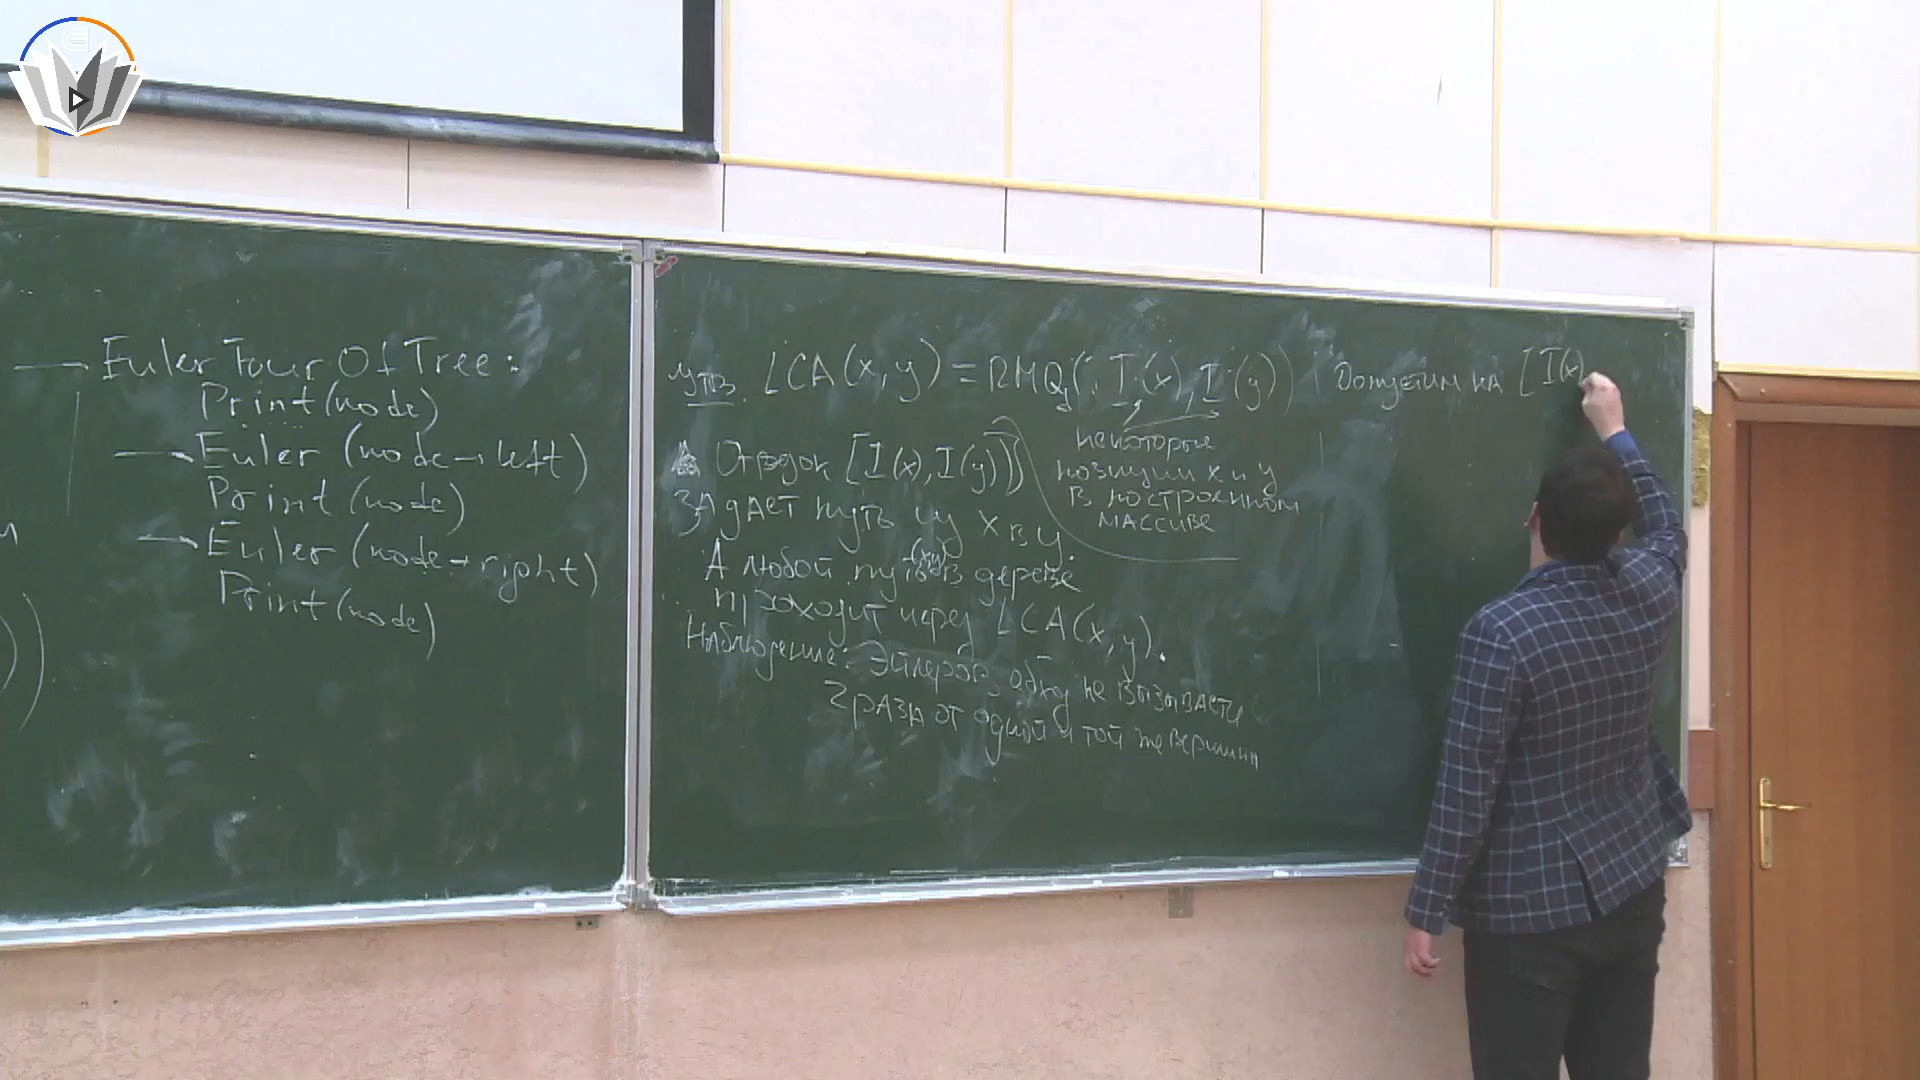 Euler Tour Of Tree:
Print(node)
Euler (node→left)
Print(node)
Euler (node→right)
Print(node)
Утв. LCA(x,y) = RMQ(I(x), I(y))
некоторые
позиции x и y
в построенном
массиве
Отрезок [I(x), I(y)]
задает путь из x в y.
(x,y)
А любой путь в дереве
проходит через LCA(x,y).
Наблюдение: Эйлеров обход не вызывается
2 раза от одной и той же вершины
Допустим на [I(x)